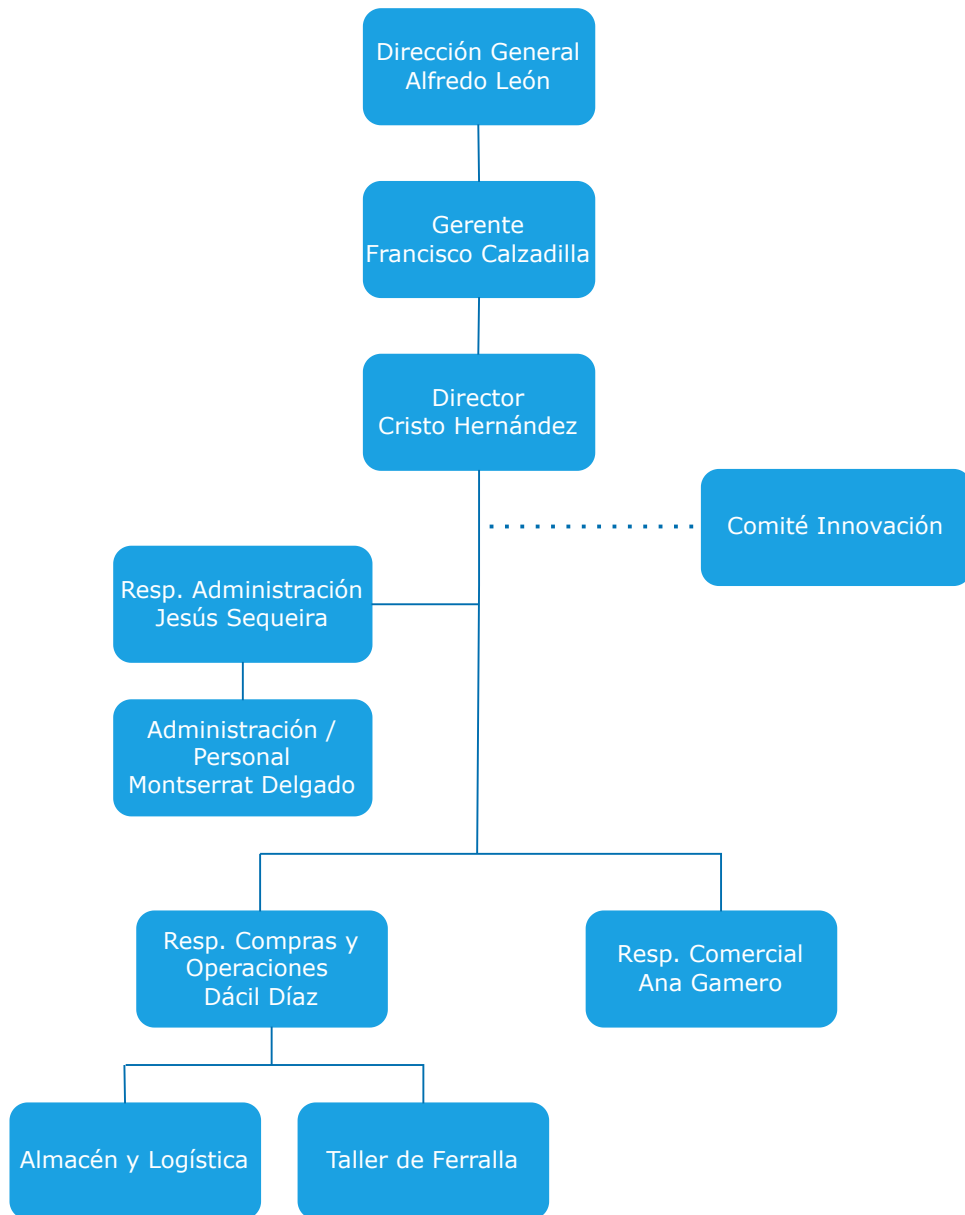 Dirección General
Alfredo León
Gerente
Francisco Calzadilla
Director
Cristo Hernández
Comité Innovación
Resp. Administración
Jesús Sequeira
Administración /
Personal
Montserrat Delgado
Resp. Compras y
Operaciones
Dácil Díaz
Resp. Comercial
Ana Gamero
Almacén y Logística
Taller de Ferralla